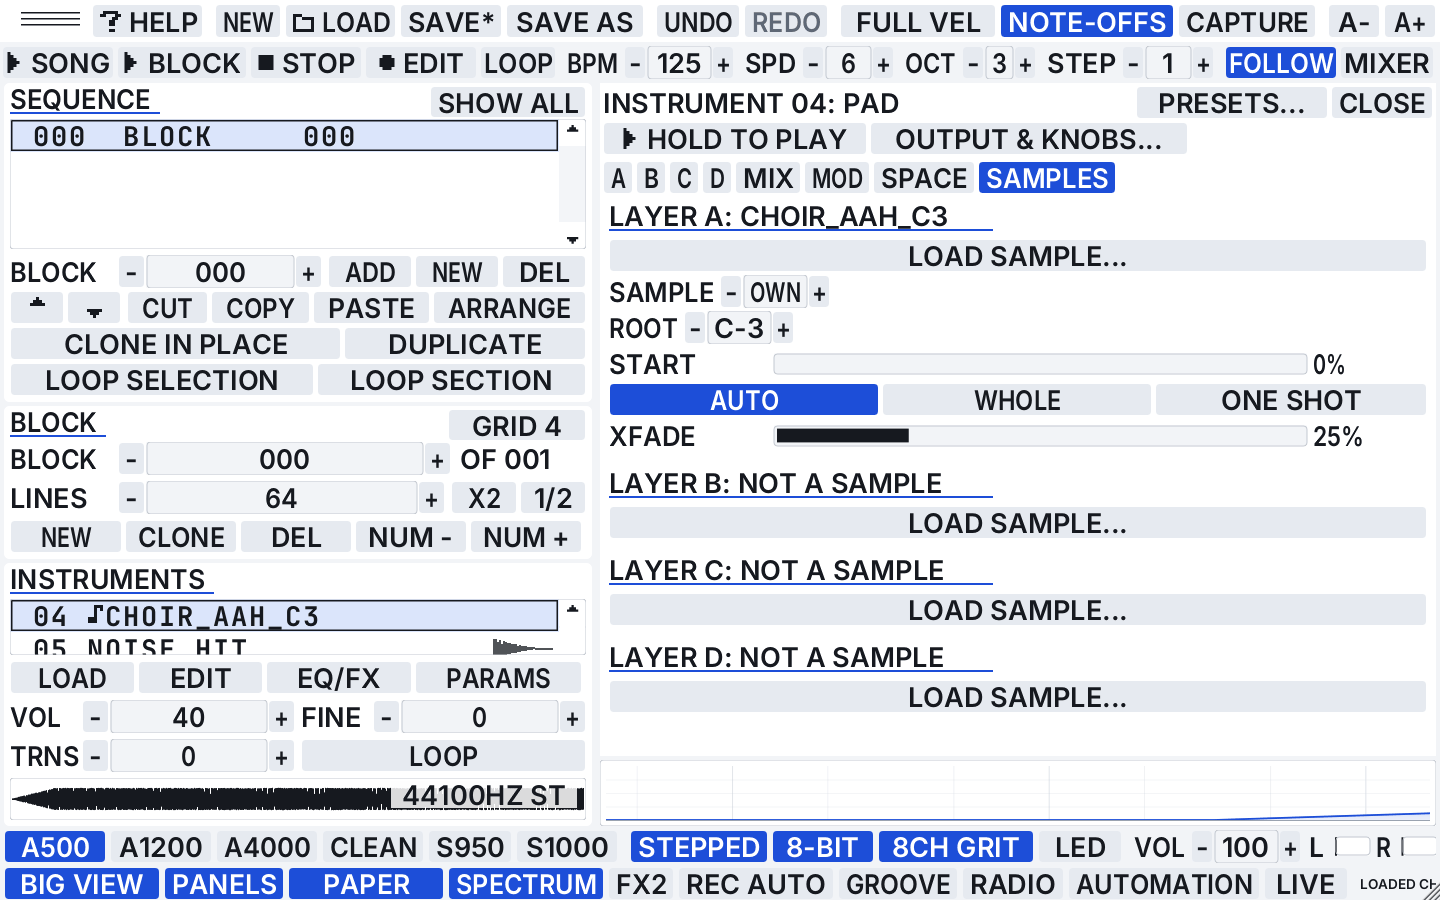 HELP NEW LOAD SAVE* SAVE AS UNDO REDO FULL VEL NOTE-OFFS CAPTURE A- A+
SONG BLOCK STOP EDIT LOOP BPM - 125 + SPD - 6 + OCT - 3 + STEP - 1 + FOLLOW MIXER
SEQUENCE SHOW ALL
000 BLOCK 000
BLOCK - 000 + ADD NEW DEL
CUT COPY PASTE ARRANGE
CLONE IN PLACE DUPLICATE
LOOP SELECTION LOOP SECTION
BLOCK GRID 4
BLOCK - 000 + OF 001
LINES - 64 + X2 1/2
NEW CLONE DEL NUM - NUM +
INSTRUMENTS
04 CHOIR_AAH_C3
05 NOISE HIT
LOAD EDIT EQ/FX PARAMS
VOL - 40 + FINE - 0 +
TRNS - 0 + LOOP
44100HZ ST
INSTRUMENT 04: PAD PRESETS... CLOSE
HOLD TO PLAY OUTPUT & KNOBS...
A B C D MIX MOD SPACE SAMPLES
LAYER A: CHOIR_AAH_C3
LOAD SAMPLE...
SAMPLE - OWN +
ROOT - C-3 +
START 0%
AUTO WHOLE ONE SHOT
XFADE 25%
LAYER B: NOT A SAMPLE
LOAD SAMPLE...
LAYER C: NOT A SAMPLE
LOAD SAMPLE...
LAYER D: NOT A SAMPLE
LOAD SAMPLE...
A500 A1200 A4000 CLEAN S950 S1000 STEPPED 8-BIT 8CH GRIT LED VOL - 100 + L R
BIG VIEW PANELS PAPER SPECTRUM FX2 REC AUTO GROOVE RADIO AUTOMATION LIVE LOADED